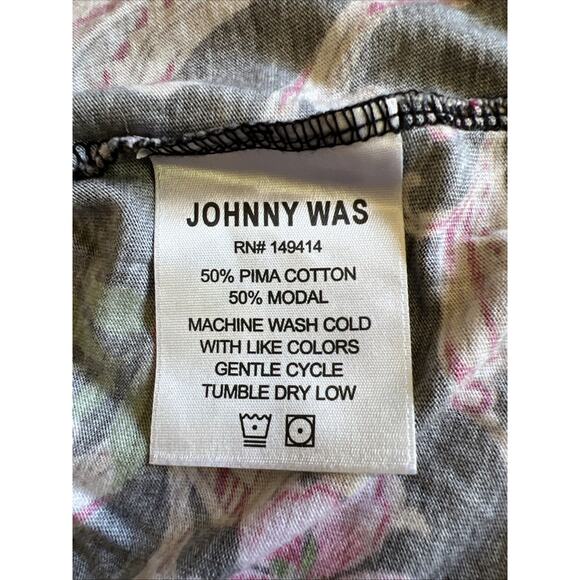 JOHNNY WAS
RN# 149414
50% PIMA COTTON
50% MODAL
MACHINE WASH COLD
WITH LIKE COLORS
GENTLE CYCLE
TUMBLE DRY LOW